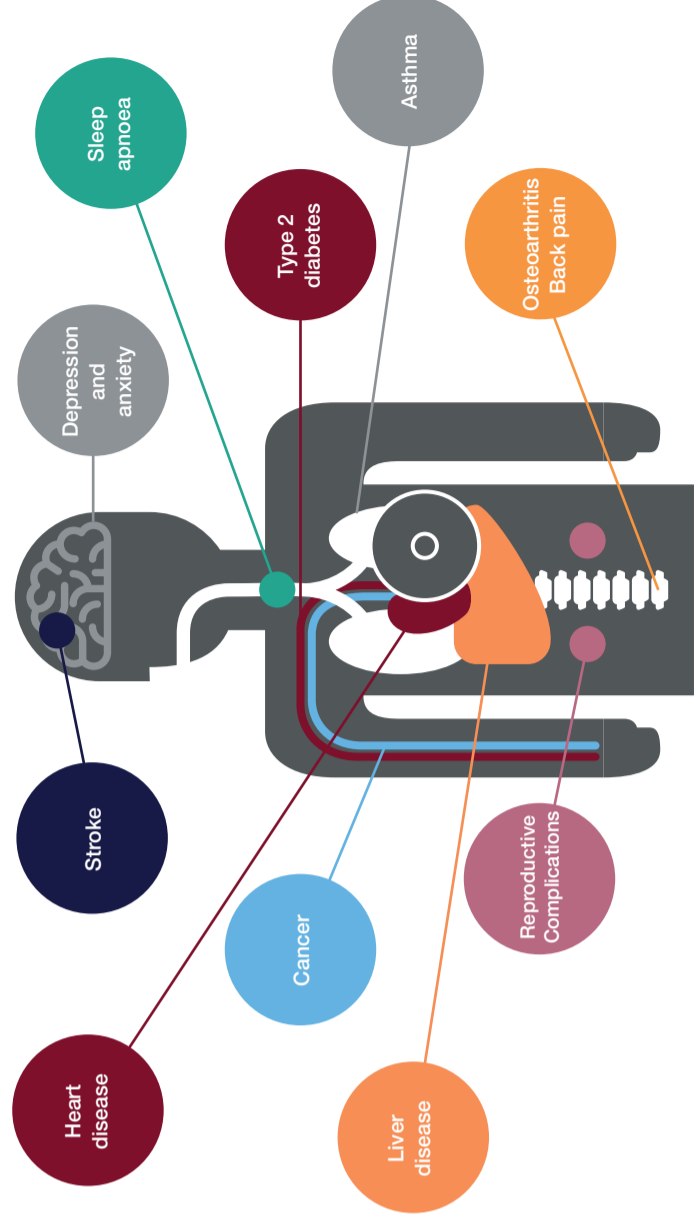 Depression
and
anxiety
Sleep
apnoea
Stroke
Heart
disease
Type 2
diabetes
Cancer
Asthma
Liver
disease
Osteoarthritis
Back pain
Reproductive
Complications